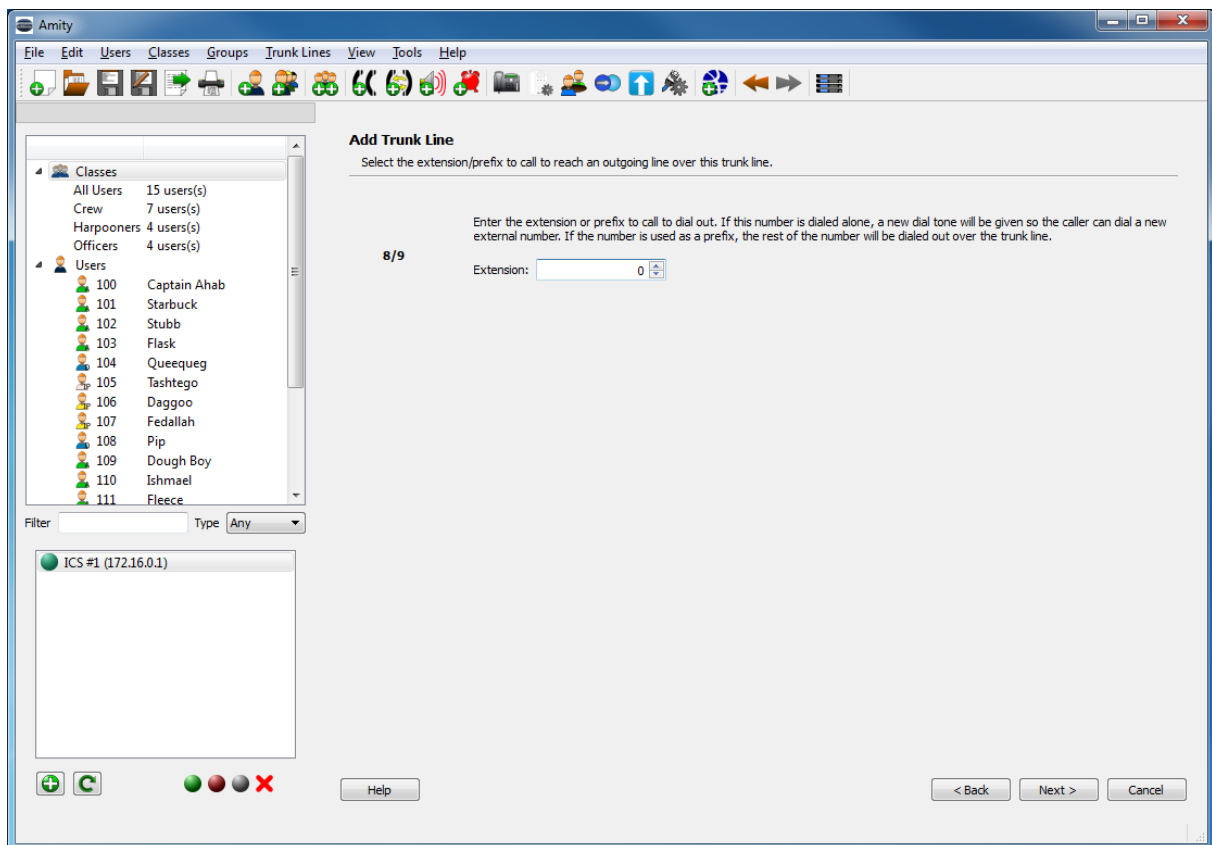 Amity
File Edit Users Classes Groups Trunk Lines View Tools Help
Add Trunk Line
Select the extension/prefix to call to reach an outgoing line over this trunk line.
Classes
All Users 15 users(s)
Crew 7 users(s)
Harpooners 4 users(s)
Officers 4 users(s)
Users
100 Captain Ahab
101 Starbuck
102 Stubb
103 Flask
104 Queequeg
105 Tashtego
106 Daggoo
107 Fedallah
108 Pip
109 Dough Boy
110 Ishmael
111 Fleece
Filter Type Any
ICS #1 (172.16.0.1)
8/9
Enter the extension or prefix to call to dial out. If this number is dialed alone, a new dial tone will be given so the caller can dial a new
external number. If the number is used as a prefix, the rest of the number will be dialed out over the trunk line.
Extension: 0
Help < Back Next > Cancel